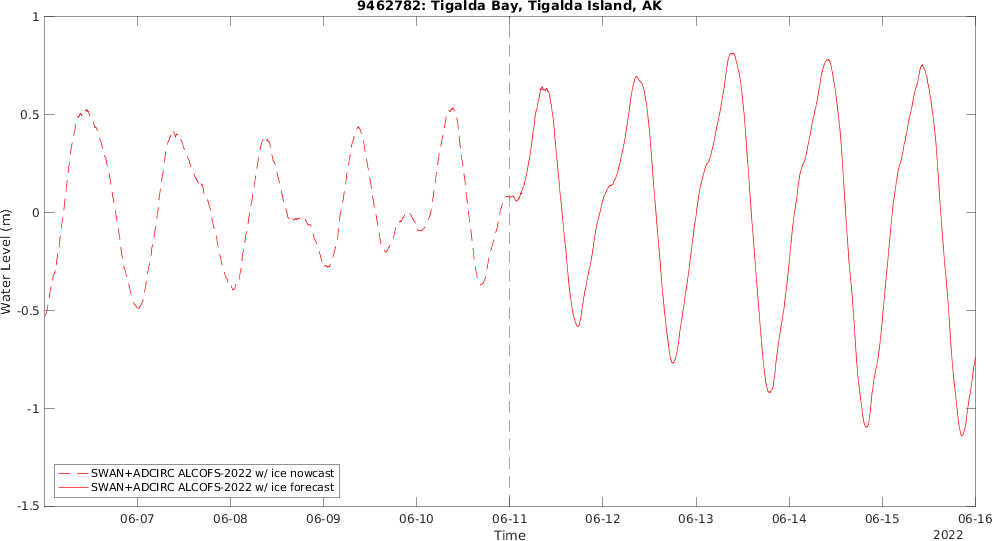 9462782: Tigalda Bay, Tigalda Island, AK
1
0.5
0
-0.5
-1
-1.5
Water Level (m)
SWAN+ADCIRC ALCOFS-2022 w/ ice nowcast
SWAN+ADCIRC ALCOFS-2022 w/ ice forecast
06-07 06-08 06-09 06-10 06-11 06-12 06-13 06-14 06-15 06-16
Time
2022